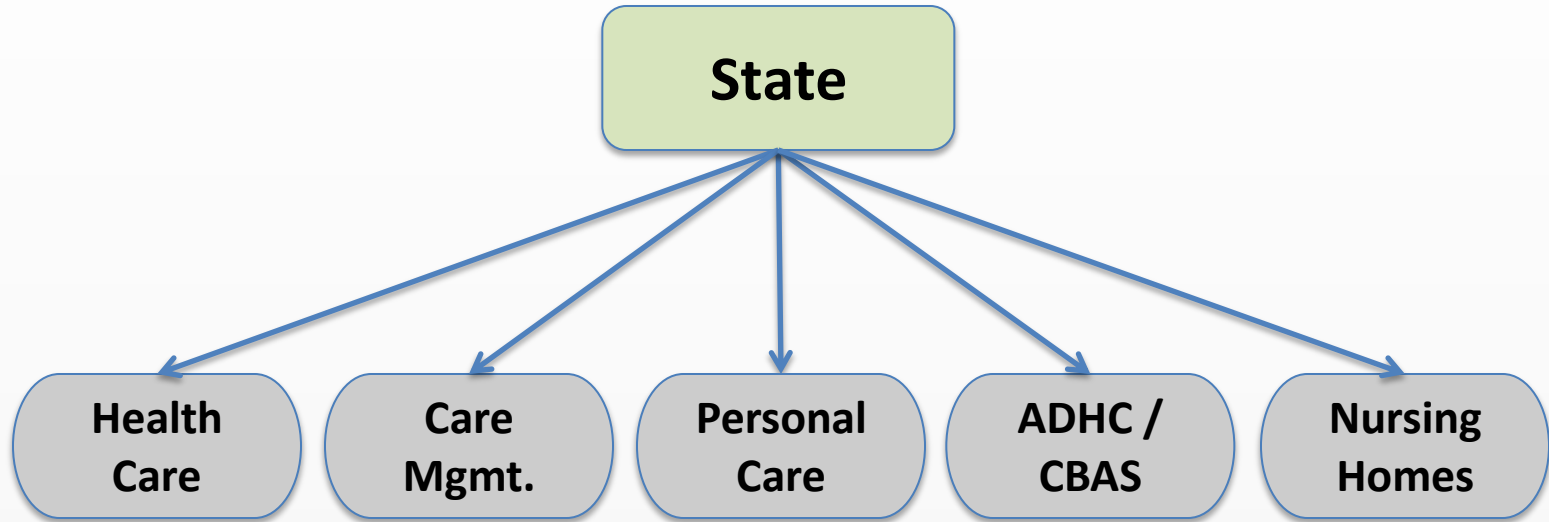 State
Health
Care
Care
Mgmt.
Personal
Care
ADHC /
CBAS
Nursing
Homes